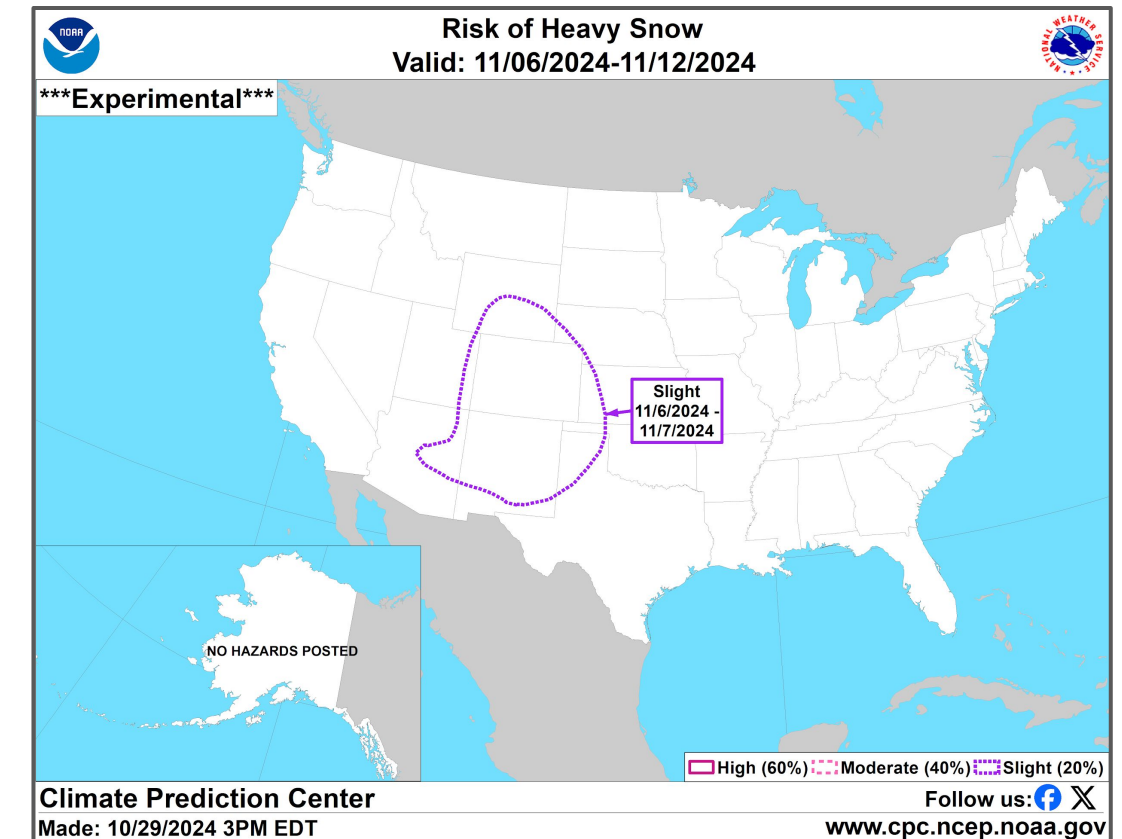 NOAA
Risk of Heavy Snow
Valid: 11/06/2024-11/12/2024
NATIONAL WEATHER SERVICE
***Experimental***
Slight
11/6/2024 -
11/7/2024
NO HAZARDS POSTED
High (60%) Moderate (40%) Slight (20%)
Climate Prediction Center
Follow us:
Made: 10/29/2024 3PM EDT
www.cpc.ncep.noaa.gov